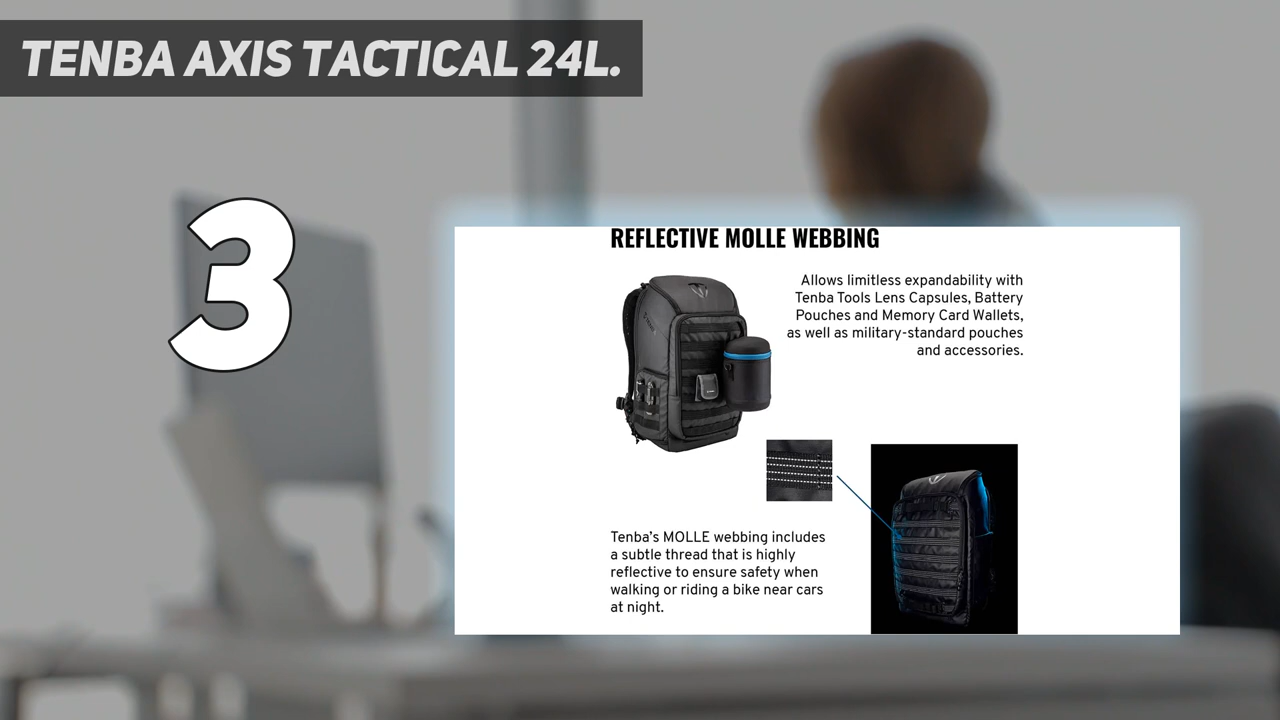 TENBA AXIS TACTICAL 24L.
3
REFLECTIVE MOLLE WEBBING
Allows limitless expandability with
Tenba Tools Lens Capsules, Battery
Pouches and Memory Card Wallets,
as well as military-standard pouches
and accessories.
Tenba’s MOLLE webbing includes
a subtle thread that is highly
reflective to ensure safety when
walking or riding a bike near cars
at night.